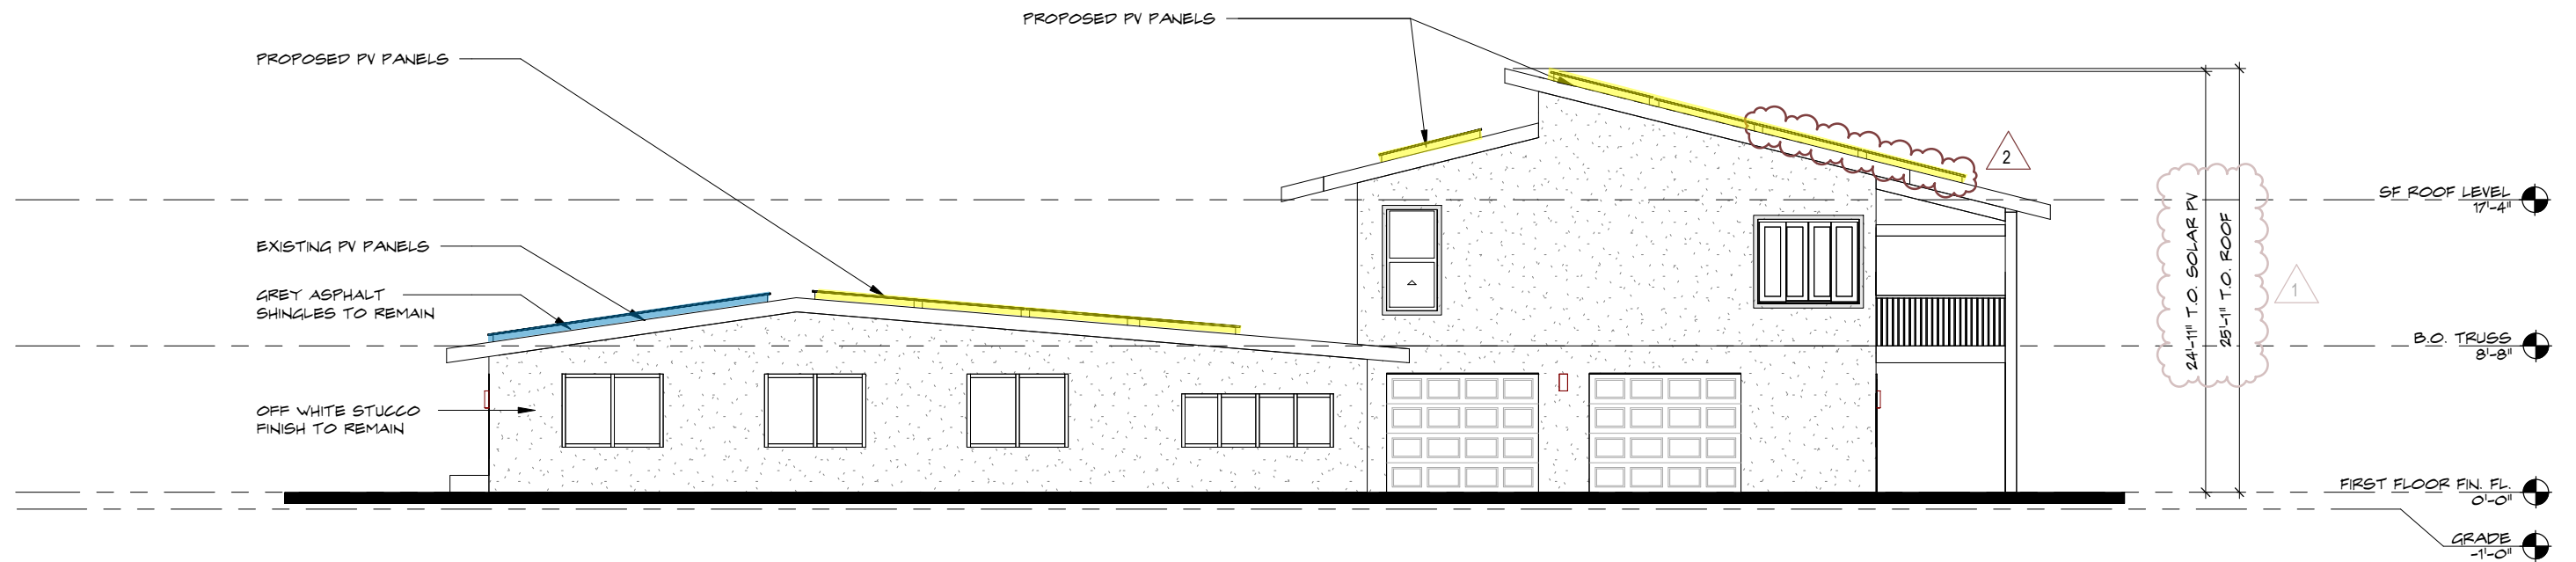 PROPOSED PV PANELS
PROPOSED PV PANELS
2
SF ROOF LEVEL
17'-4"
EXISTING PV PANELS
GREY ASPHALT
SHINGLES TO REMAIN
24'-11" T.O. SOLAR PV
25'-1" T.O. ROOF
1
B.O. TRUSS
8'-8"
OFF WHITE STUCCO
FINISH TO REMAIN
FIRST FLOOR FIN. FL.
0'-0"
GRADE
-1'-0"